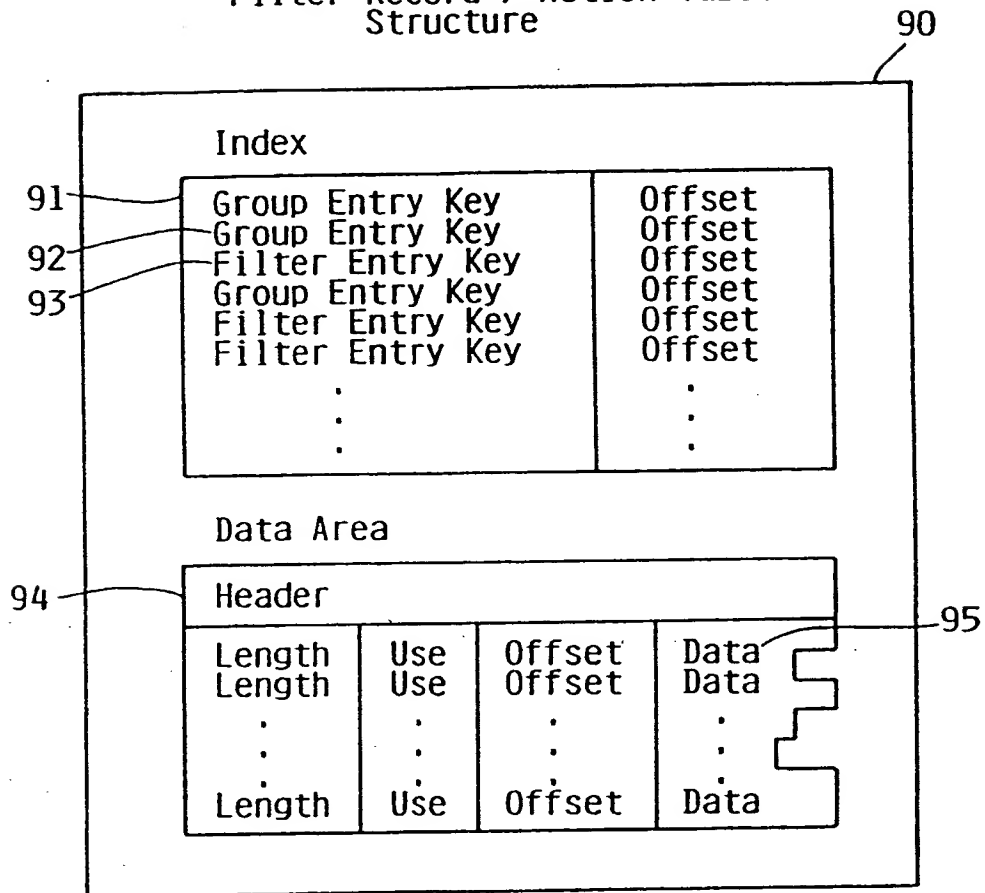 Structure
90
Index
91 Group Entry Key Offset
92 Group Entry Key Offset
93 Filter Entry Key Offset
Group Entry Key Offset
Filter Entry Key Offset
Filter Entry Key Offset
. .
. .
. .
Data Area
94 Header
95
Length Use Offset Data
Length Use Offset Data
. . . .
. . . .
. . . .
Length Use Offset Data